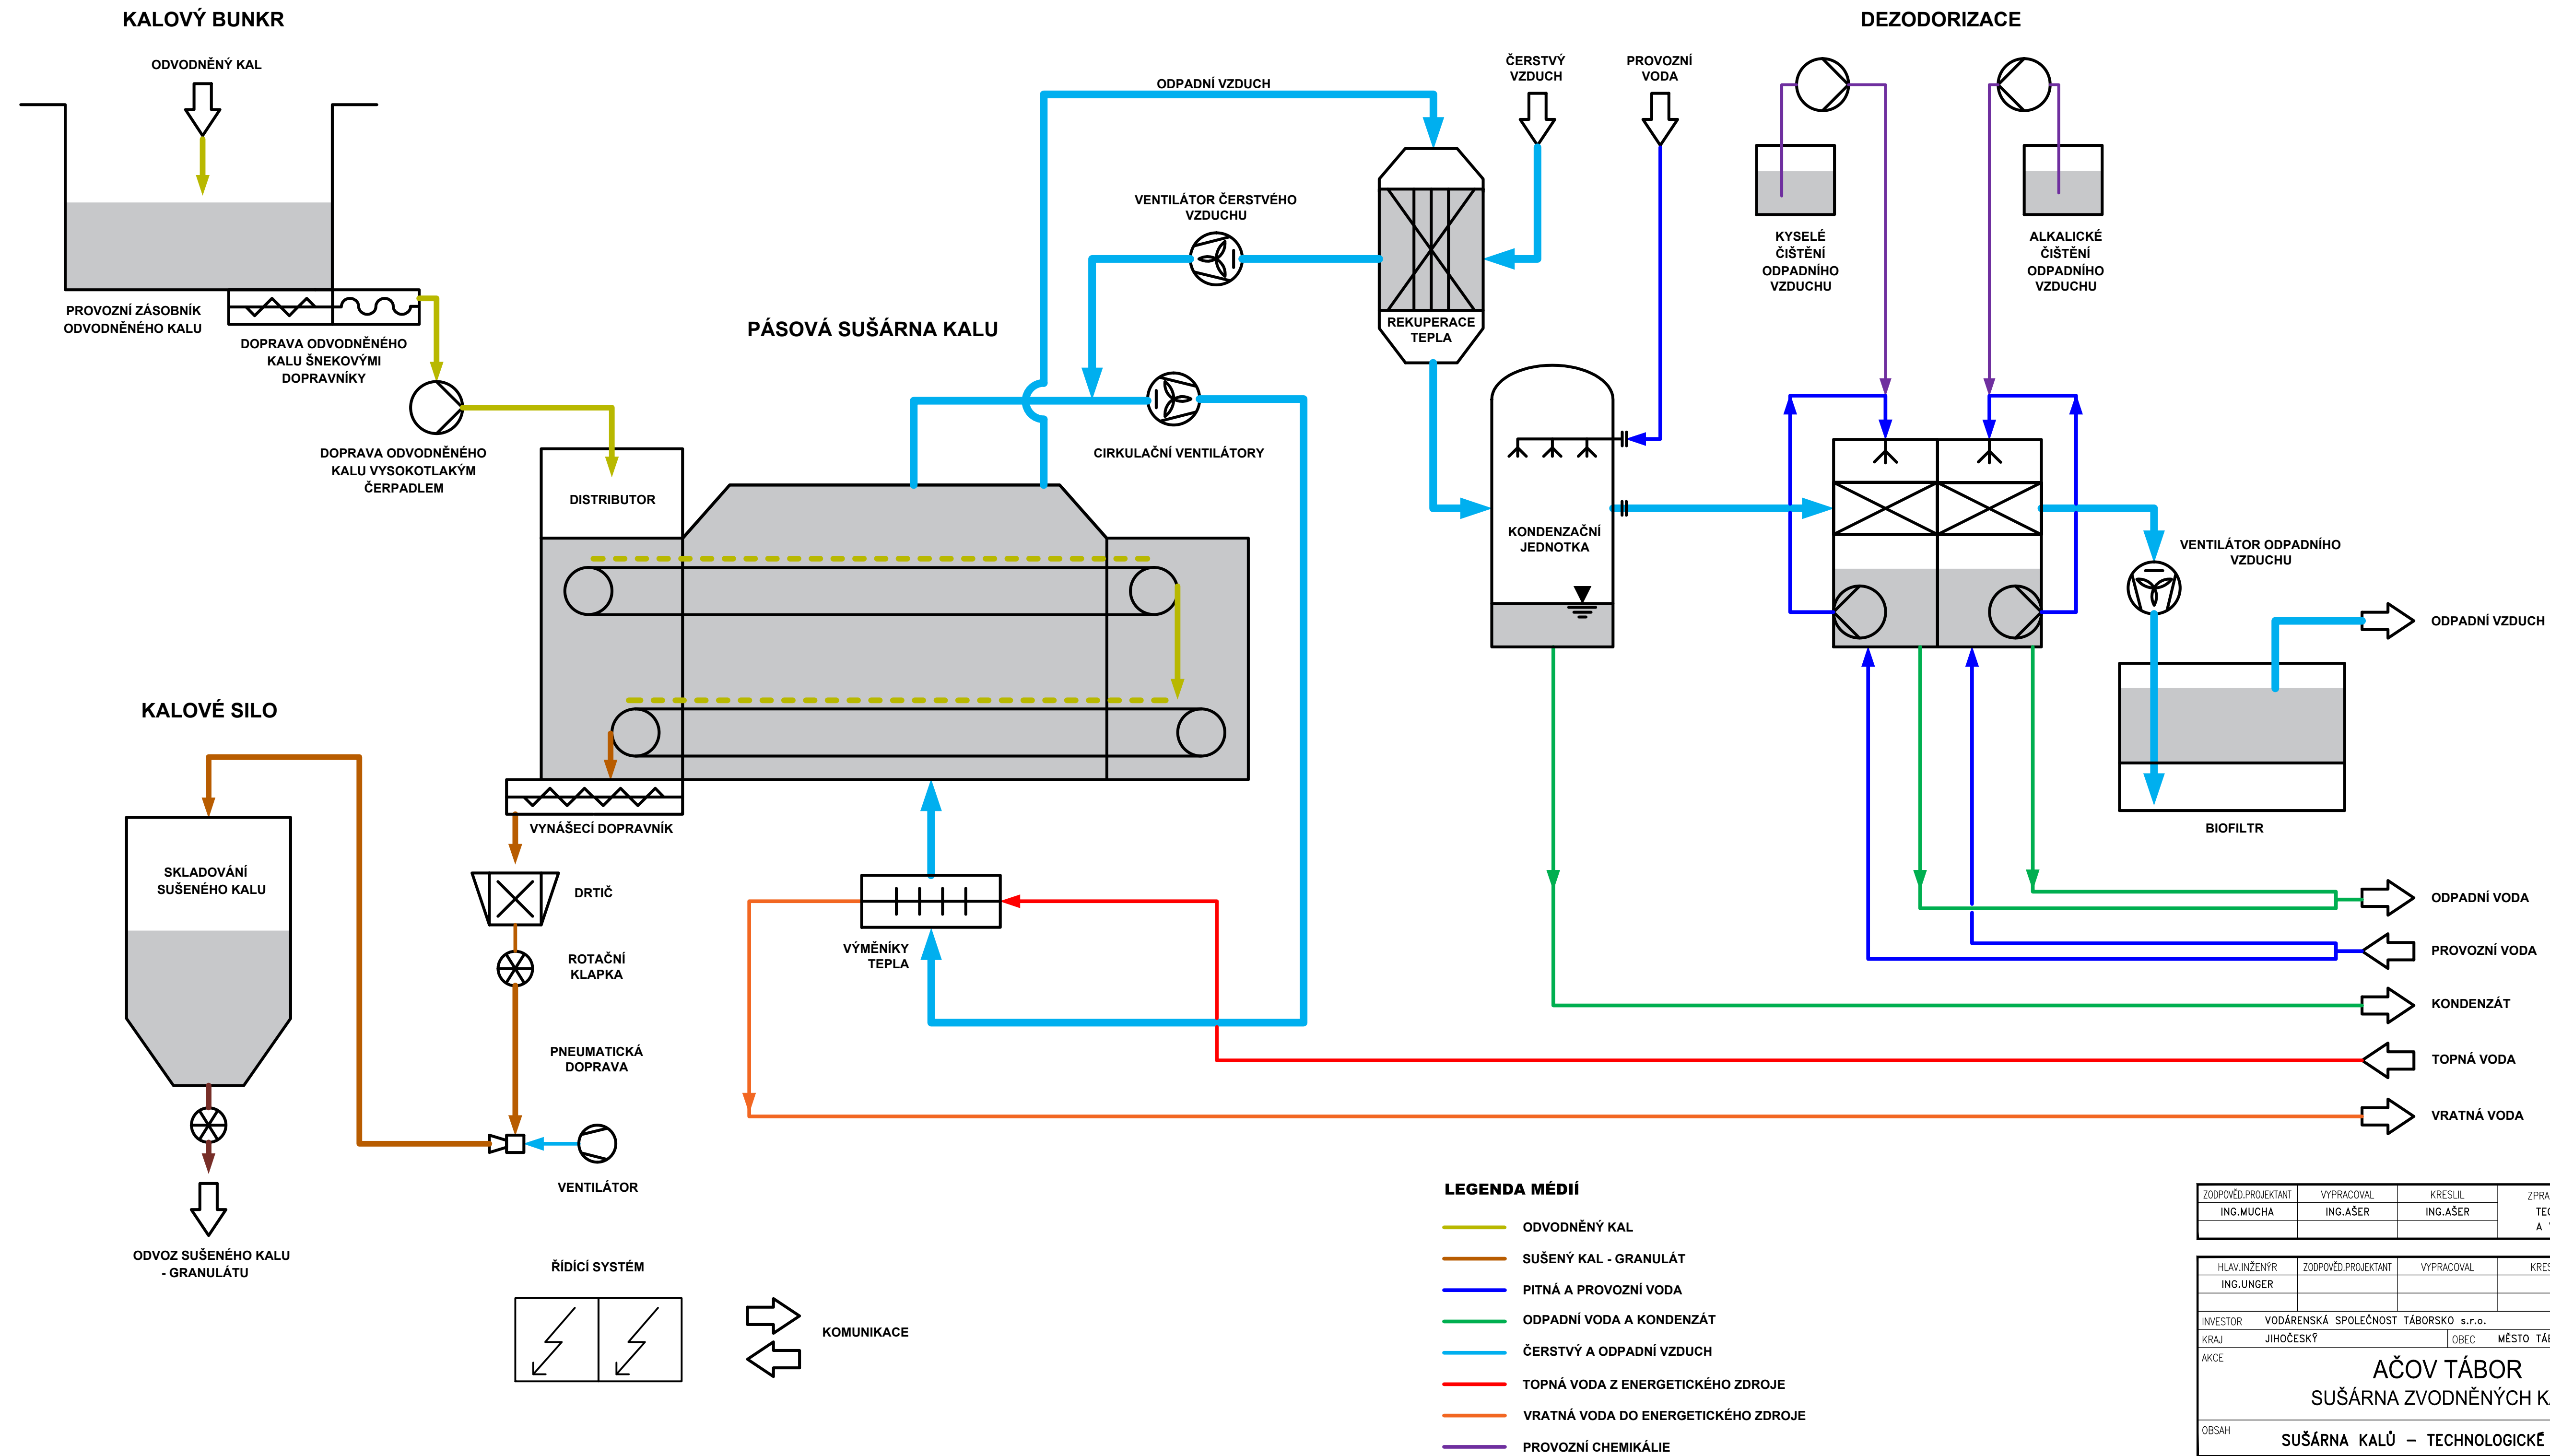 KALOVÝ BUNKR
DEZODORIZACE
ODVODNĚNÝ KAL
ODPADNÍ VZDUCH
ČERSTVÝ
VZDUCH
PROVOZNÍ
VODA
VENTILÁTOR ČERSTVÉHO
VZDUCHU
KYSELÉ
ČIŠTĚNÍ
ODPADNÍHO
VZDUCHU
ALKALICKÉ
ČIŠTĚNÍ
ODPADNÍHO
VZDUCHU
PROVOZNÍ ZÁSOBNÍK
ODVODNĚNÉHO KALU
DOPRAVA ODVODNĚNÉHO
KALU ŠNEKOVÝMI
DOPRAVNÍKY
PÁSOVÁ SUŠÁRNA KALU
REKUPERACE
TEPLA
DOPRAVA ODVODNĚNÉHO
KALU VYSOKOTLAKÝM
ČERPADLEM
CIRKULAČNÍ VENTILÁTORY
DISTRIBUTOR
KONDENZAČNÍ
JEDNOTKA
VENTILÁTOR ODPADNÍHO
VZDUCHU
ODPADNÍ VZDUCH
KALOVÉ SILO
VYNÁŠECÍ DOPRAVNÍK
BIOFILTR
SKLADOVÁNÍ
SUŠENÉHO KALU
DRTIČ
ODPADNÍ VODA
VÝMĚNÍKY
TEPLA
PROVOZNÍ VODA
ROTAČNÍ
KLAPKA
KONDENZÁT
PNEUMATICKÁ
DOPRAVA
TOPNÁ VODA
VRATNÁ VODA
VENTILÁTOR
ODVOZ SUŠENÉHO KALU
- GRANULÁTU
ŘÍDÍCÍ SYSTÉM
KOMUNIKACE
LEGENDA MÉDIÍ
ODVODNĚNÝ KAL
SUŠENÝ KAL - GRANULÁT
PITNÁ A PROVOZNÍ VODA
ODPADNÍ VODA A KONDENZÁT
ČERSTVÝ A ODPADNÍ VZDUCH
TOPNÁ VODA Z ENERGETICKÉHO ZDROJE
VRATNÁ VODA DO ENERGETICKÉHO ZDROJE
PROVOZNÍ CHEMIKÁLIE
ZODPOVĚD.PROJEKTANT VYPRACOVAL KRESLIL ZPRA
ING.MUCHA ING.AŠER ING.AŠER TEC
A
HLAV.INŽENÝR ZODPOVĚD.PROJEKTANT VYPRACOVAL KRES
ING.UNGER
INVESTOR VODÁRENSKÁ SPOLEČNOST TÁBORSKO s.r.o.
KRAJ JIHOČESKÝ OBEC MĚSTO TÁB
AKCE
AČOV TÁBOR
SUŠÁRNA ZVODNĚNÝCH KA
OBSAH
SUŠÁRNA KALŮ – TECHNOLOGICKÉ